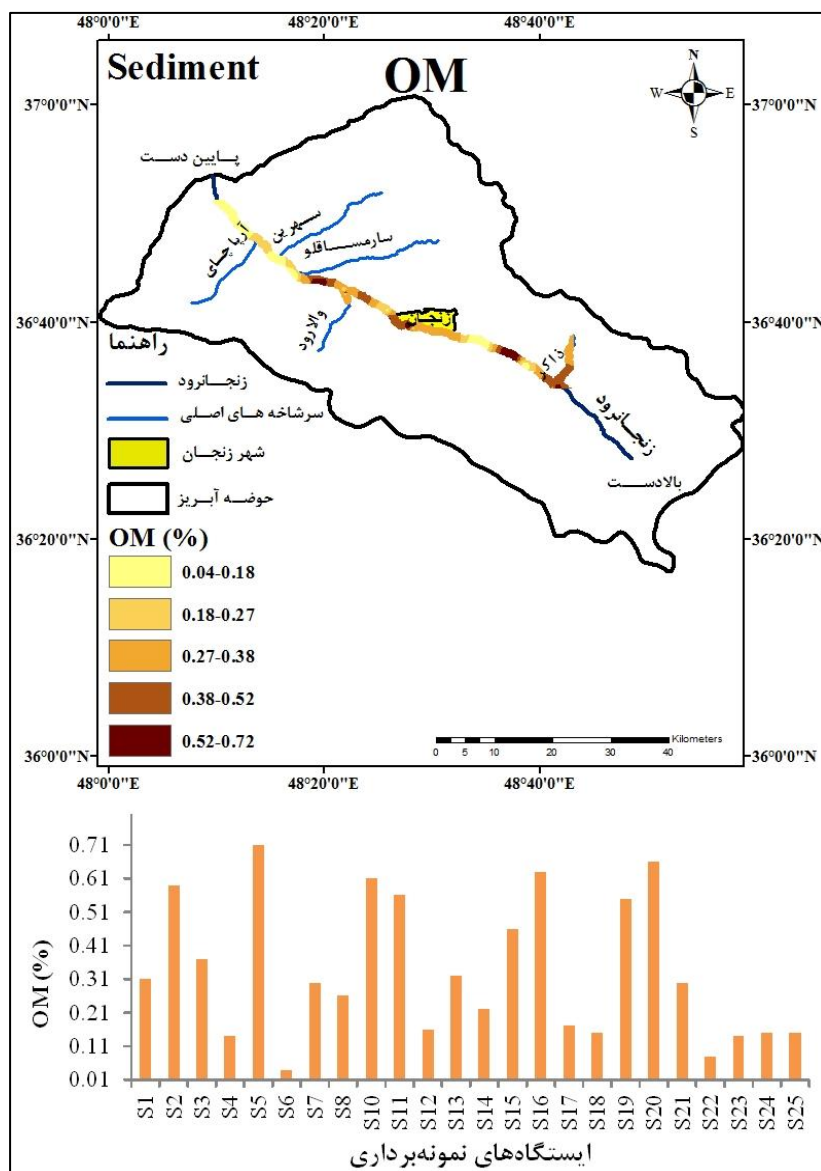 48°0'0"E 48°20'0"E 48°40'0"E
Sediment OM
N
W E
S
37°0'0"N 37°0'0"N
پایین دست
سهرین
آرپاچای
سارمساقلو
36°40'0"N 36°40'0"N
زنجان
والارود
ذاکر
زنجانرود
بالادست
راهنما
زنجانرود
سرشاخه های اصلی
شهر زنجان
حوضه آبریز
36°20'0"N 36°20'0"N
OM (%)
0.04-0.18
0.18-0.27
0.27-0.38
0.38-0.52
0.52-0.72
Kilometers
0 5 10 20 30 40
36°0'0"N 36°0'0"N
48°0'0"E 48°20'0"E 48°40'0"E
OM (%)
0.71
0.61
0.51
0.41
0.31
0.21
0.11
0.01
S1 S2 S3 S4 S5 S6 S7 S8 S10 S11 S12 S13 S14 S15 S16 S17 S18 S19 S20 S21 S22 S23 S24 S25
ایستگاه‌های نمونه‌برداری